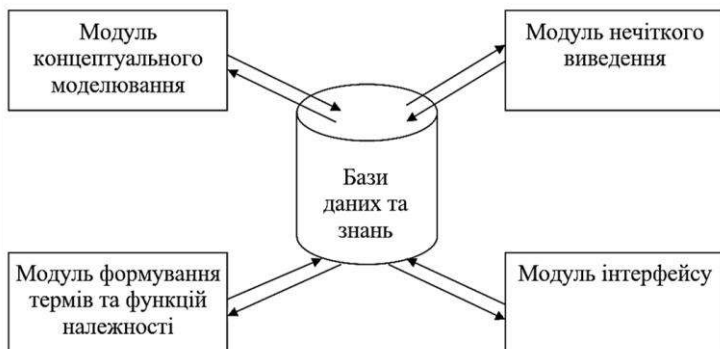 Модуль
концептуального
моделювання
Модуль нечіткого
виведення
Бази
даних та
знань
Модуль формування
термів та функцій
належності
Модуль інтерфейсу